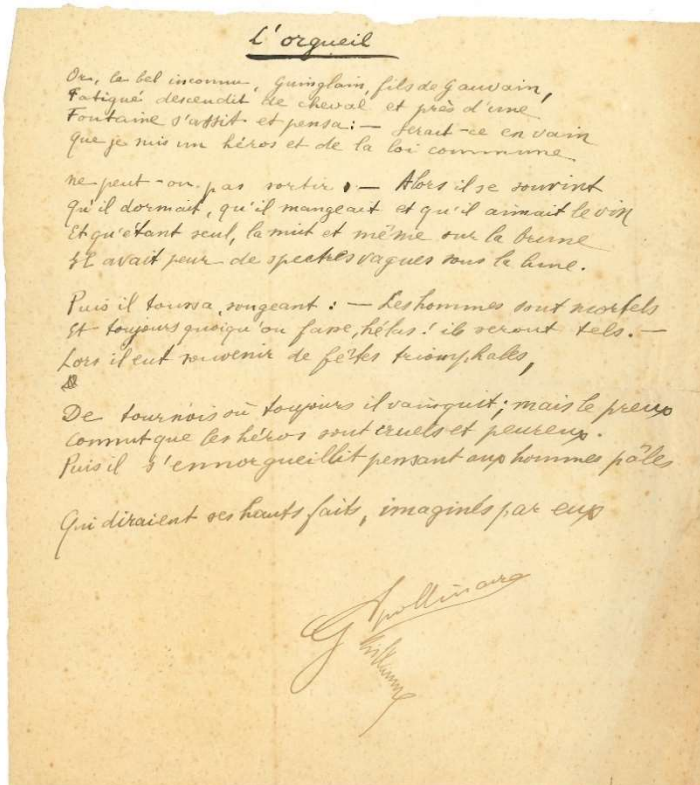 L'orgueil
Or, le bel inconnu, Guinglain, fils de Gauvain,
Fatigué descendit de cheval et près d'une
Fontaine s'assit et pensa : — Serait-ce en vain
Que je suis un héros et de la loi commune
ne peut-on pas sortir. — Alors il se souvint
Qu'il dormait, qu'il mangeait et qu'il aimait le vin
Et qu'étant seul, la nuit et même sur la brune
Il avait peur de spectres vagues sous la lune.
Puis il toussa, songeant : — Les hommes sont mortels
Et toujours quoiqu'on fasse, hélas ! ils seront tels. —
Lors il eut souvenir de fêtes triomphales,
De tournois où toujours il vainquit ; mais le preux
Connut que les héros sont cruels et peureux.
Puis il s'ennorgueillit pensant aux hommes pâles
Qui diraient ses hauts faits, imaginés par eux
G Apollinaire
Guillaume